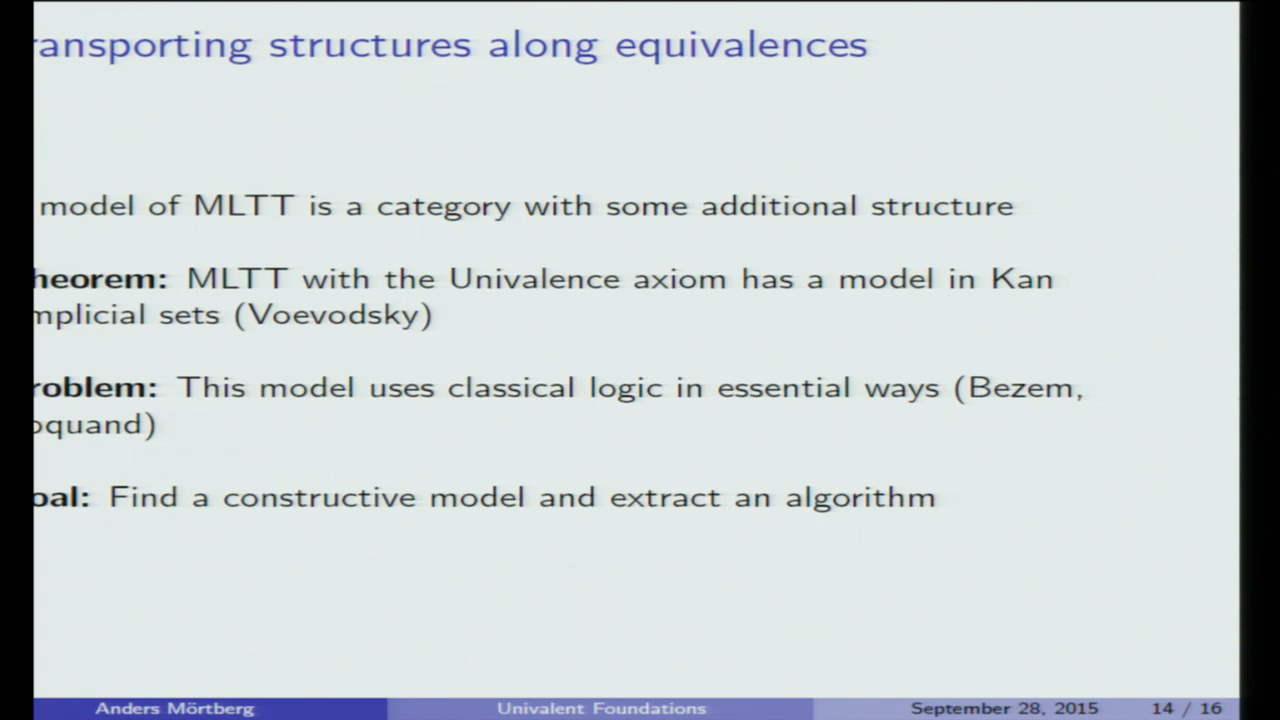 ransporting structures along equivalences
model of MLTT is a category with some additional structure
heorem: MLTT with the Univalence axiom has a model in Kan
mplicial sets (Voevodsky)
roblem: This model uses classical logic in essential ways (Bezem,
oquand)
oal: Find a constructive model and extract an algorithm
Anders Mörtberg Univalent Foundations September 28, 2015 14 / 16